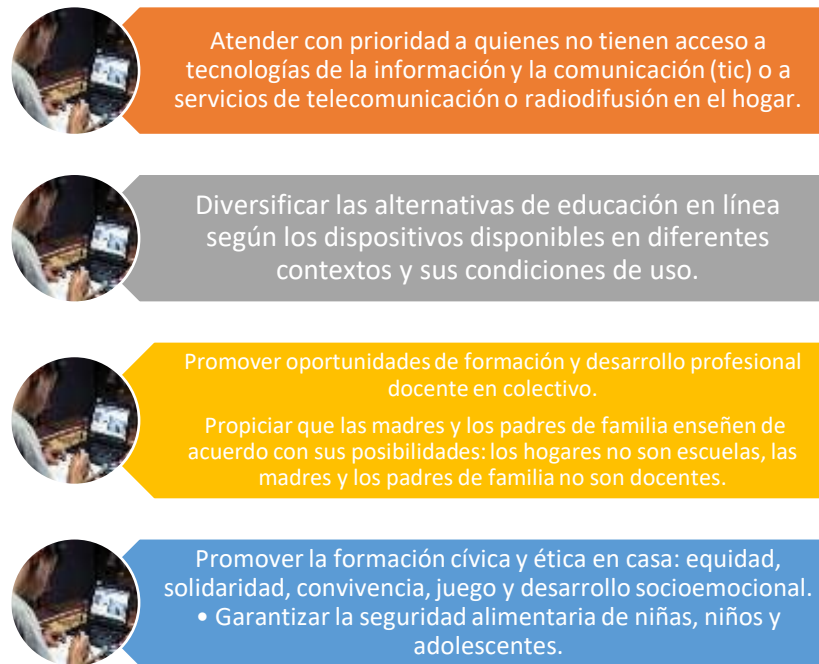 Atender con prioridad a quienes no tienen acceso a
tecnologías de la información y la comunicación (tic) o a
servicios de telecomunicación o radiodifusión en el hogar.
Diversificar las alternativas de educación en línea
según los dispositivos disponibles en diferentes
contextos y sus condiciones de uso.
Promover oportunidades de formación y desarrollo profesional
docente en colectivo.
Propiciar que las madres y los padres de familia enseñen de
acuerdo con sus posibilidades: los hogares no son escuelas, las
madres y los padres de familia no son docentes.
Promover la formación cívica y ética en casa: equidad,
solidaridad, convivencia, juego y desarrollo socioemocional.
• Garantizar la seguridad alimentaria de niñas, niños y
adolescentes.